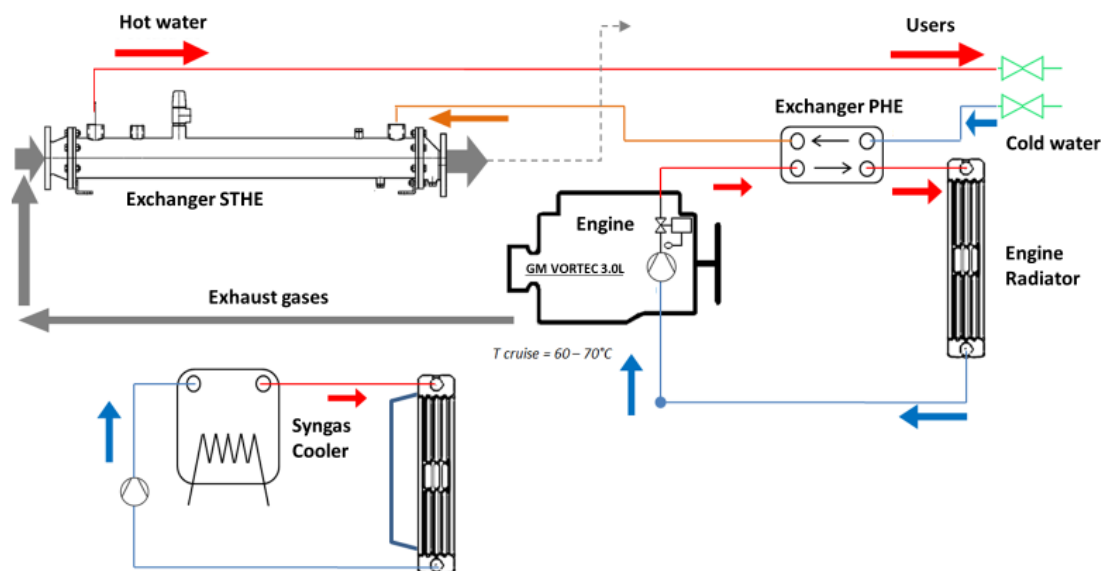 Hot water
Users
Exchanger PHE
Cold water
Exchanger STHE
Engine
GM VORTEC 3.0L
Engine
Radiator
Exhaust gases
T cruise = 60 – 70°C
Syngas
Cooler